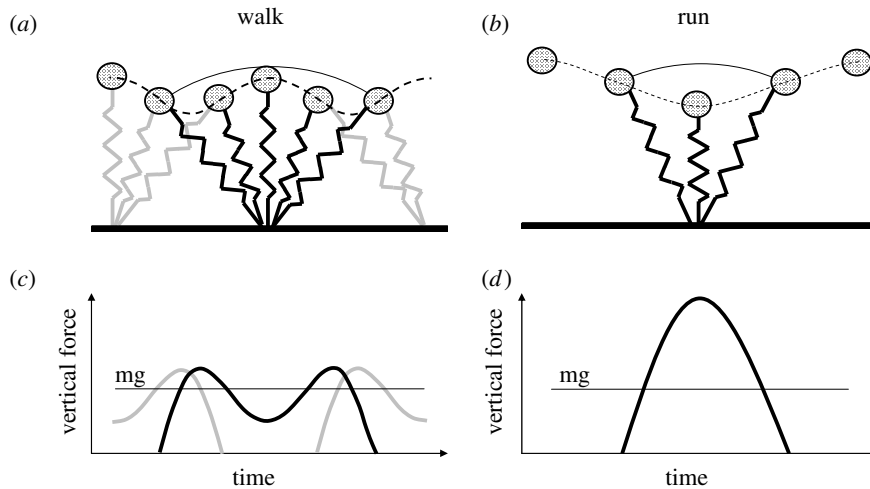 (a) walk
(b) run
(c)
mg
vertical force
time
(d)
mg
vertical force
time